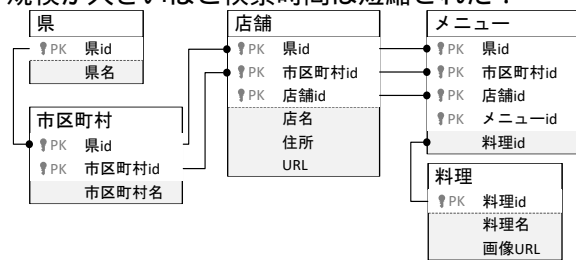 規模が大きいほど検索時間は短縮された．
県
PK 県id
県名
市区町村
PK 県id
PK 市区町村id
市区町村名
店舗
PK 県id
PK 市区町村id
PK 店舗id
店名
住所
URL
メニュー
PK 県id
PK 市区町村id
PK 店舗id
PK メニューid
料理id
料理
PK 料理id
料理名
画像URL